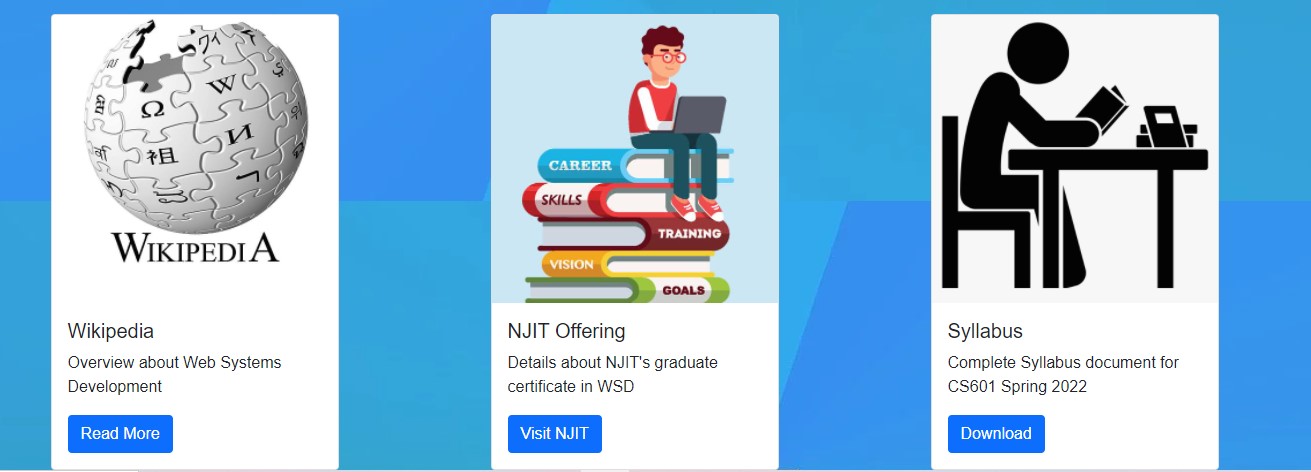 Ω
W
И
祖
WIKIPEDIA
Wikipedia
Overview about Web Systems
Development
Read More
CAREER
SKILLS
TRAINING
VISION
GOALS
NJIT Offering
Details about NJIT's graduate
certificate in WSD
Visit NJIT
Syllabus
Complete Syllabus document for
CS601 Spring 2022
Download